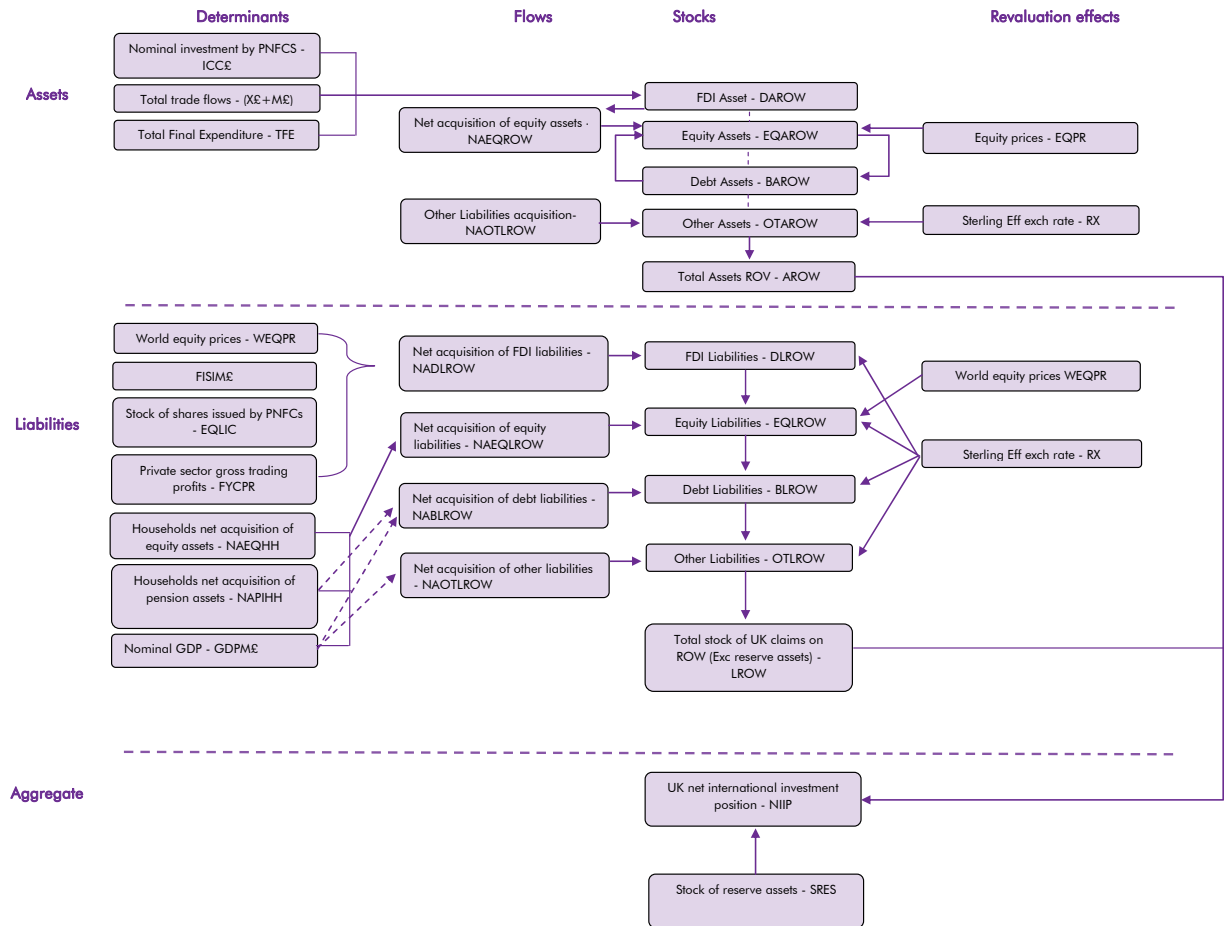 Determinants
Flows
Stocks
Revaluation effects
Assets
Nominal investment by PNFCS -
ICC£
Total trade flows - (X£+M£)
Total Final Expenditure - TFE
Net acquisition of equity assets -
NAEQROW
Other Liabilities acquisition-
NAOTLROW
FDI Asset - DAROW
Equity Assets - EQAROW
Debt Assets - BAROW
Other Assets - OTAROW
Total Assets ROV - AROW
Equity prices - EQPR
Sterling Eff exch rate - RX
Liabilities
World equity prices - WEQPR
FISIM£
Stock of shares issued by PNFCs
- EQLIC
Private sector gross trading
profits - FYCPR
Households net acquisition of
equity assets - NAEQHH
Households net acquisition of
pension assets - NAPIHH
Nominal GDP - GDPM£
Net acquisition of FDI liabilities -
NADLROW
Net acquisition of equity
liabilities - NAEQLROW
Net acquisition of debt liabilities -
NABLROW
Net acquisition of other liabilities
- NAOTLROW
FDI Liabilities - DLROW
Equity Liabilities - EQLROW
Debt Liabilities - BLROW
Other Liabilities - OTLROW
Total stock of UK claims on
ROW (Exc reserve assets) -
LROW
World equity prices WEQPR
Sterling Eff exch rate - RX
Aggregate
UK net international investment
position - NIIP
Stock of reserve assets - SRES